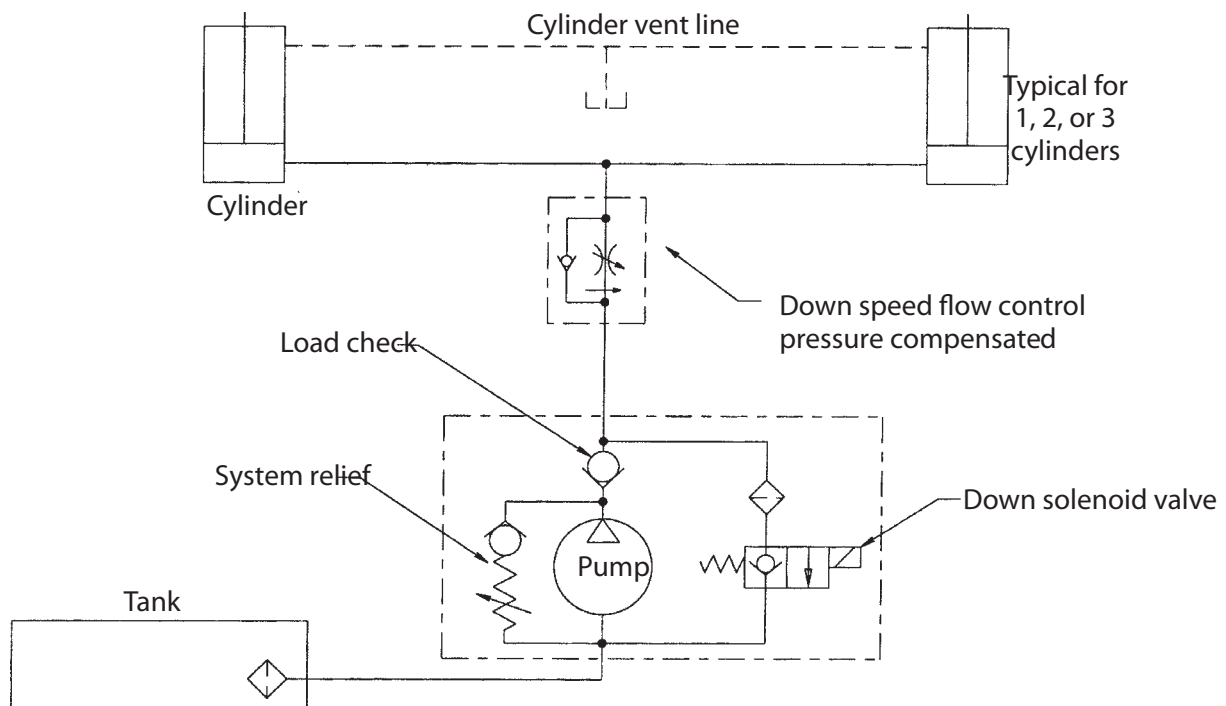 Cylinder vent line
Typical for
1, 2, or 3
cylinders
Cylinder
Down speed flow control
pressure compensated
Load check
System relief
Down solenoid valve
Pump
Tank